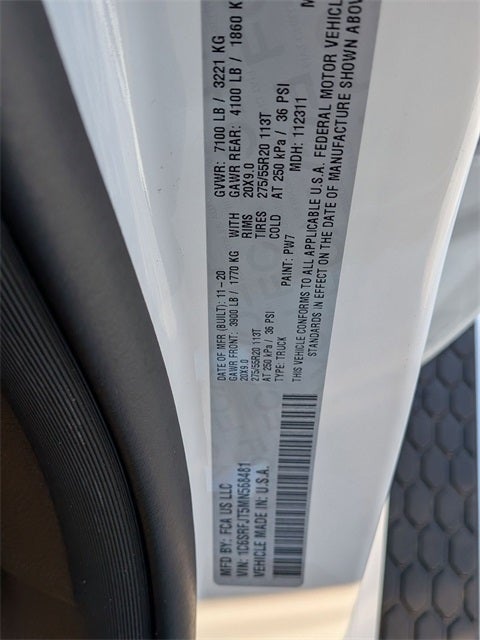 MFD BY: FCA US LLC
DATE OF MFR (BUILT): 11-20
GVWR: 7100 LB / 3221 KG
GAWR FRONT: 3900 LB / 1770 KG WITH GAWR REAR: 4100 LB / 1860 K
20X9.0 RIMS 20X9.0
275/55R20 113T TIRES 275/55R20 113T
AT 250 kPa / 36 PSI COLD AT 250 kPa / 36 PSI
VIN: 1C6SRFJT5MN568481
TYPE: TRUCK PAINT: PW7 MDH: 112311
VEHICLE MADE IN: U.S.A.
THIS VEHICLE CONFORMS TO ALL APPLICABLE U.S.A. FEDERAL MOTOR VEHICL
STANDARDS IN EFFECT ON THE DATE OF MANUFACTURE SHOWN ABOV